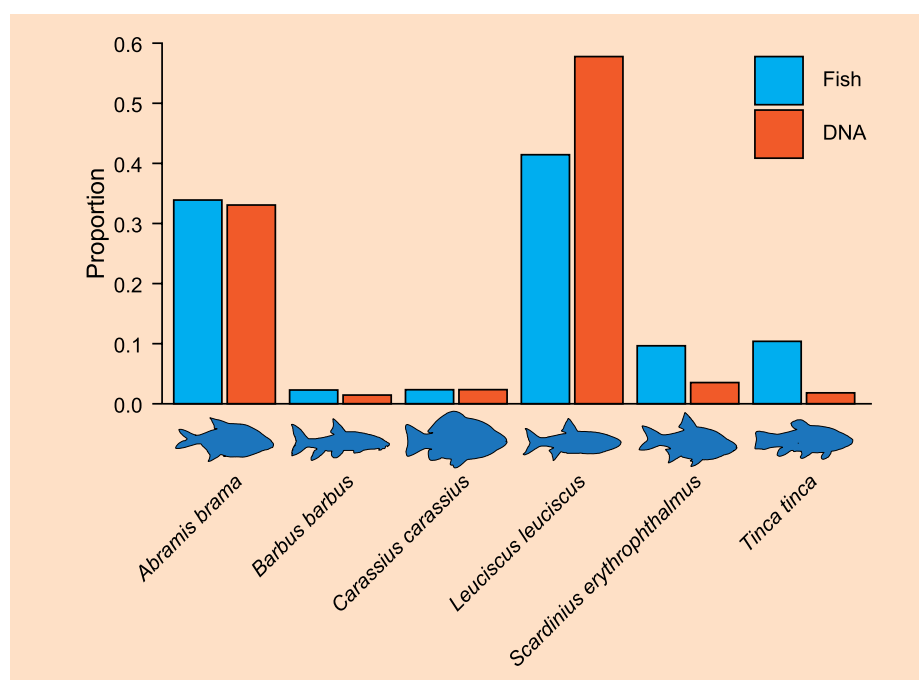 0.6
0.5
0.4
0.3
0.2
0.1
0.0
Proportion
Fish
DNA
Abramis brama
Barbus barbus
Carassius carassius
Leuciscus leuciscus
Scardinius erythrophthalmus
Tinca tinca